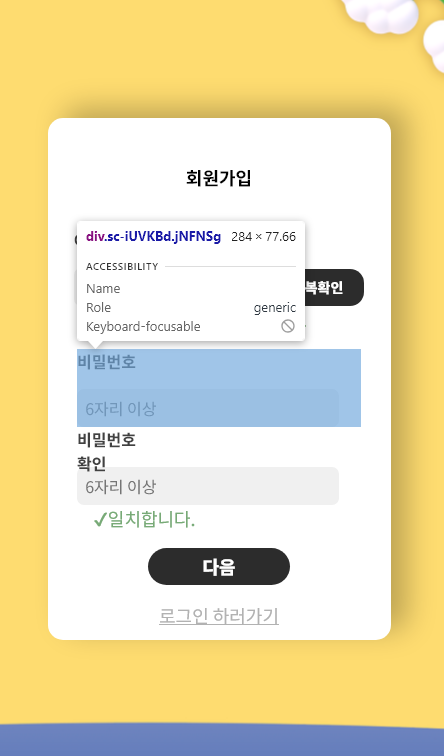 회원가입
div.sc-iUVKBd.jNFNSg 284 × 77.66
ACCESSIBILITY
Name
Role generic
Keyboard-focusable
복확인
비밀번호
6자리 이상
비밀번호
확인
6자리 이상
✓일치합니다.
다음
로그인 하러가기